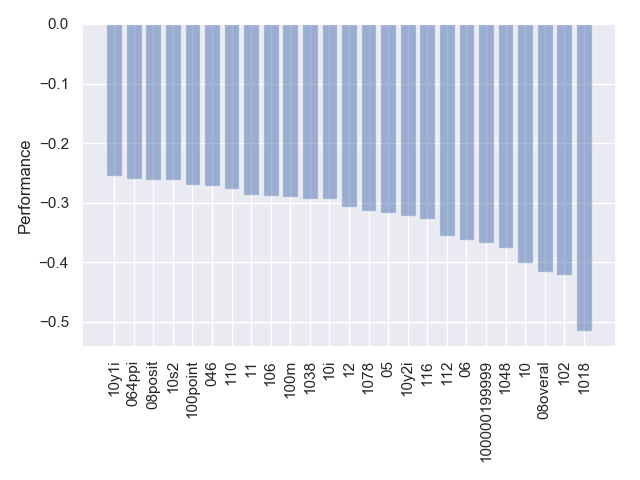 0.0
−0.1
−0.2
−0.3
−0.4
−0.5
Performance
10y1i
064ppi
08posit
10s2
100point
046
110
11
106
100m
1038
10i
12
1078
05
10y2i
116
112
06
100000199999
1048
10
08overal
102
1018